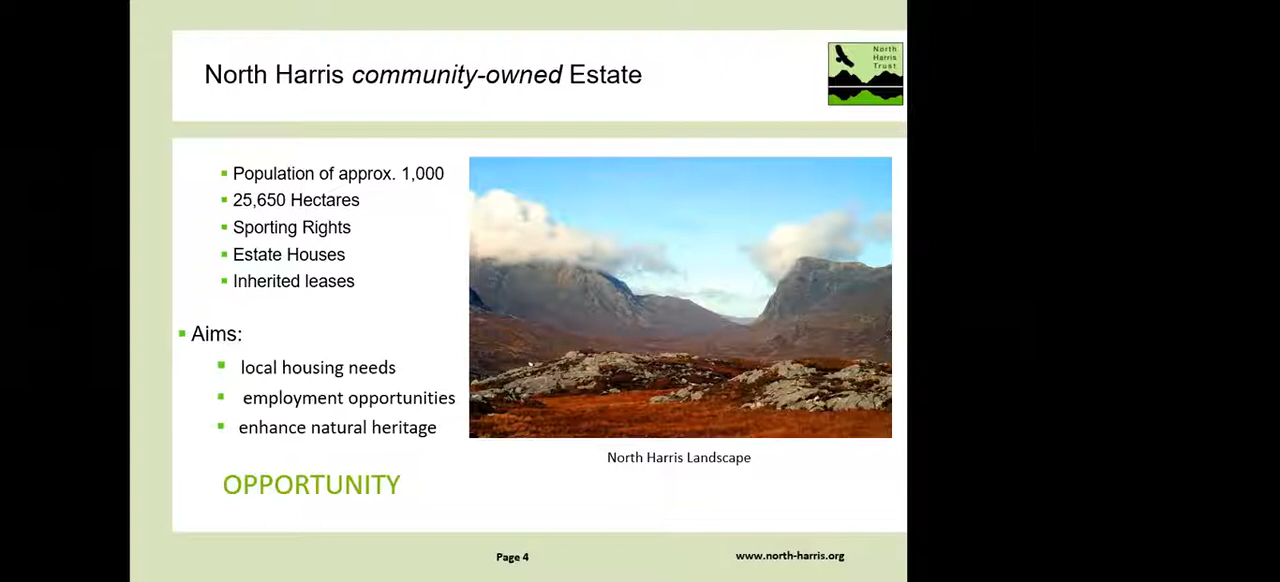 North Harris community-owned Estate
North
Harris
Trust
Population of approx. 1,000
25,650 Hectares
Sporting Rights
Estate Houses
Inherited leases
Aims:
local housing needs
employment opportunities
enhance natural heritage
OPPORTUNITY
North Harris Landscape
Page 4
www.north-harris.org